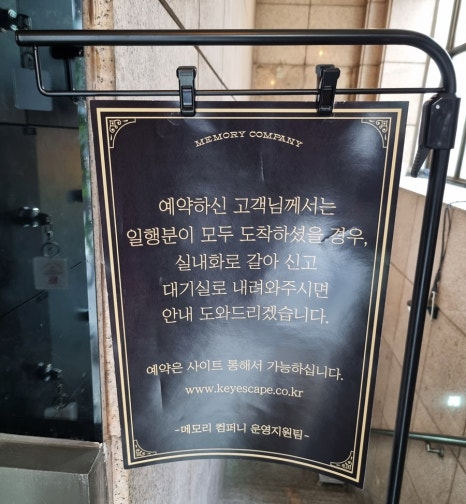 MEMORY COMPANY
예약하신 고객님께서는
일행분이 모두 도착하셨을 경우,
실내화로 갈아 신고
대기실로 내려와주시면
안내 도와드리겠습니다.
예약은 사이트 통해서 가능하십니다.
www.keyescape.co.kr
-메모리 컴퍼니 운영지원팀-